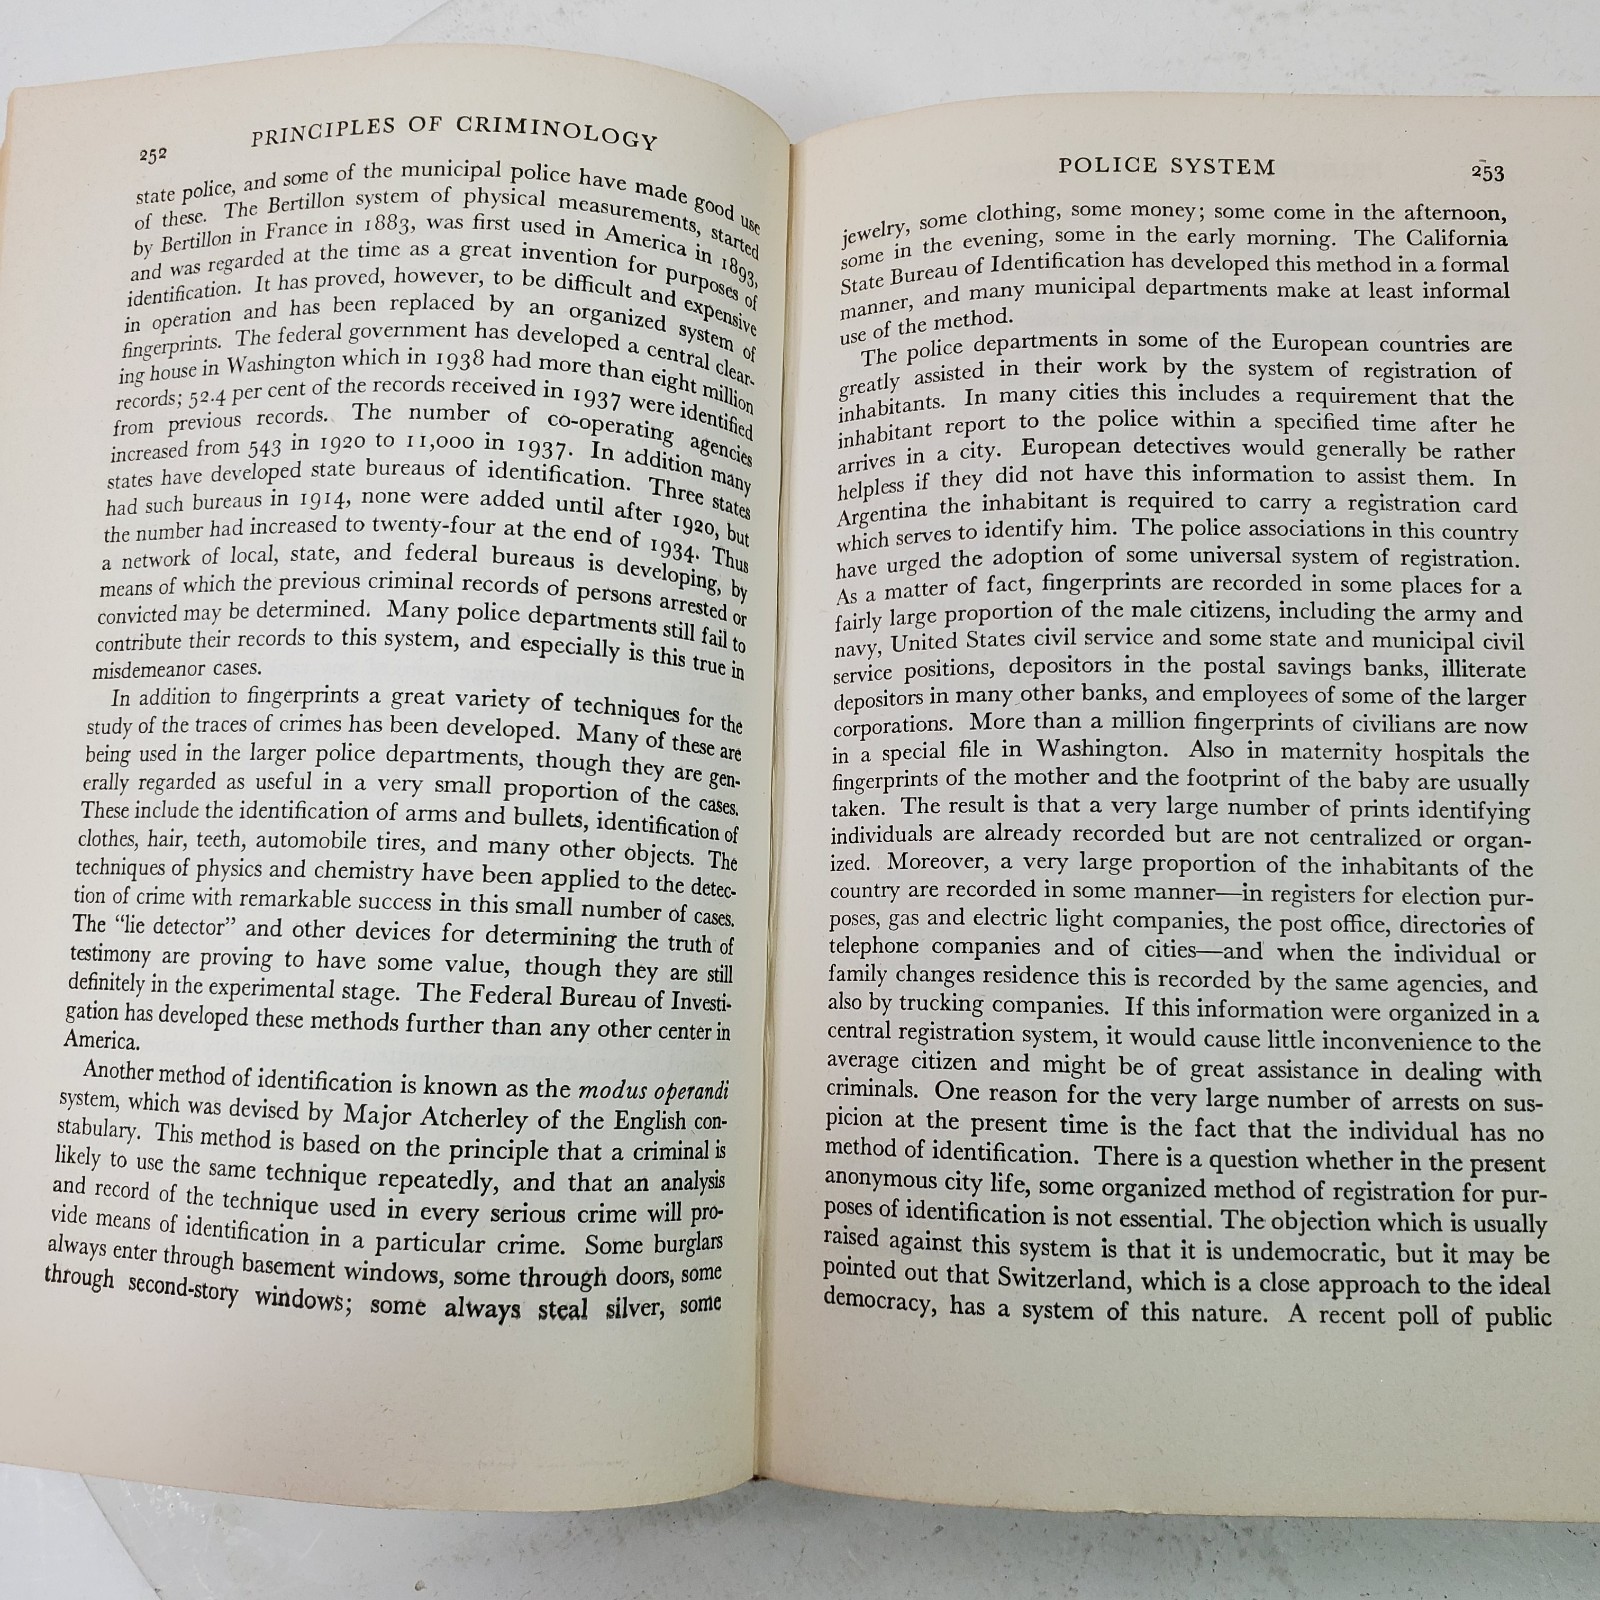 252
PRINCIPLES OF CRIMINOLOGY
state police, and some of the municipal police have made good use
of these. The Bertillon system of physical measurements, started
by Bertillon in France in 1883, was first used in America in 1893,
and was regarded at the time as a great invention for purposes of
identification. It has proved, however, to be difficult and expensive
in operation and has been replaced by an organized system of
fingerprints. The federal government has developed a central clear-
ing house in Washington which in 1938 had more than eight million
records; 52.4 per cent of the records received in 1937 were identified
from previous records. The number of co-operating agencies
increased from 543 in 1920 to 11,000 in 1937. In addition many
states have developed state bureaus of identification. Three states
had such bureaus in 1914, none were added until after 1920, but
the number had increased to twenty-four at the end of 1934. Thus
a network of local, state, and federal bureaus is developing, by
means of which the previous criminal records of persons arrested or
convicted may be determined. Many police departments still fail to
contribute their records to this system, and especially is this true in
misdemeanor cases.
In addition to fingerprints a great variety of techniques for the
study of the traces of crimes has been developed. Many of these are
being used in the larger police departments, though they are gen-
erally regarded as useful in a very small proportion of the cases.
These include the identification of arms and bullets, identification of
clothes, hair, teeth, automobile tires, and many other objects. The
techniques of physics and chemistry have been applied to the detec-
tion of crime with remarkable success in this small number of cases.
The "lie detector" and other devices for determining the truth of
testimony are proving to have some value, though they are still
definitely in the experimental stage. The Federal Bureau of Investi-
gation has developed these methods further than any other center in
America.
Another method of identification is known as the modus operandi
system, which was devised by Major Atcherley of the English con-
stabulary. This method is based on the principle that a criminal is
likely to use the same technique repeatedly, and that an analysis
and record of the technique used in every serious crime will pro-
vide means of identification in a particular crime. Some burglars
always enter through basement windows, some through doors, some
through second-story windows; some always steal silver, some
POLICE SYSTEM
253
jewelry, some clothing, some money; some come in the afternoon,
some in the evening, some in the early morning. The California
State Bureau of Identification has developed this method in a formal
manner, and many municipal departments make at least informal
use of the method.
The police departments in some of the European countries are
greatly assisted in their work by the system of registration of
inhabitants. In many cities this includes a requirement that the
inhabitant report to the police within a specified time after he
arrives in a city. European detectives would generally be rather
helpless if they did not have this information to assist them. In
Argentina the inhabitant is required to carry a registration card
which serves to identify him. The police associations in this country
have urged the adoption of some universal system of registration.
As a matter of fact, fingerprints are recorded in some places for a
fairly large proportion of the male citizens, including the army and
navy, United States civil service and some state and municipal civil
service positions, depositors in the postal savings banks, illiterate
depositors in many other banks, and employees of some of the larger
corporations. More than a million fingerprints of civilians are now
in a special file in Washington. Also in maternity hospitals the
fingerprints of the mother and the footprint of the baby are usually
taken. The result is that a very large number of prints identifying
individuals are already recorded but are not centralized or organ-
ized. Moreover, a very large proportion of the inhabitants of the
country are recorded in some manner—in registers for election pur-
poses, gas and electric light companies, the post office, directories of
telephone companies and of cities—and when the individual or
family changes residence this is recorded by the same agencies, and
also by trucking companies. If this information were organized in a
central registration system, it would cause little inconvenience to the
average citizen and might be of great assistance in dealing with
criminals. One reason for the very large number of arrests on sus-
picion at the present time is the fact that the individual has no
method of identification. There is a question whether in the present
anonymous city life, some organized method of registration for pur-
poses of identification is not essential. The objection which is usually
raised against this system is that it is undemocratic, but it may be
pointed out that Switzerland, which is a close approach to the ideal
democracy, has a system of this nature. A recent poll of public